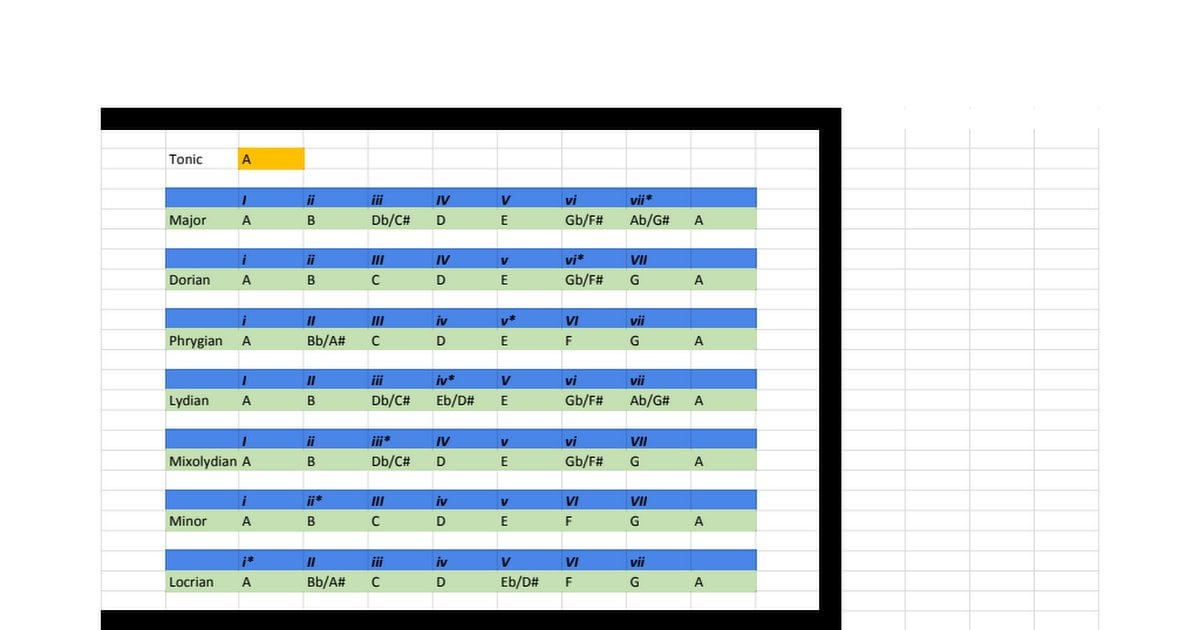 Tonic A
I ii iii IV V vi vii*
Major A B Db/C# D E Gb/F# Ab/G# A
i ii III IV v vi* VII
Dorian A B C D E Gb/F# G A
i II III iv v* VI vii
Phrygian A Bb/A# C D E F G A
I II iii iv* V vi vii
Lydian A B Db/C# Eb/D# E Gb/F# Ab/G# A
I ii iii* IV v vi VII
Mixolydian A B Db/C# D E Gb/F# G A
i ii* III iv v VI VII
Minor A B C D E F G A
i* II iii iv V VI vii
Locrian A Bb/A# C D Eb/D# F G A